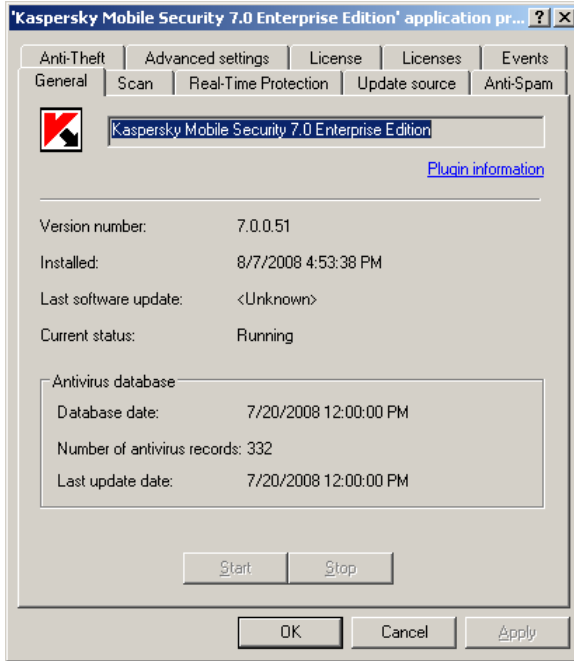 'Kaspersky Mobile Security 7.0 Enterprise Edition' application pr... ? X
Anti-Theft Advanced settings License Licenses Events
General Scan Real-Time Protection Update source Anti-Spam
Kaspersky Mobile Security 7.0 Enterprise Edition
Plugin information
Version number: 7.0.0.51
Installed: 8/7/2008 4:53:38 PM
Last software update: <Unknown>
Current status: Running
Antivirus database
Database date: 7/20/2008 12:00:00 PM
Number of antivirus records: 332
Last update date: 7/20/2008 12:00:00 PM
Start Stop
OK Cancel Apply